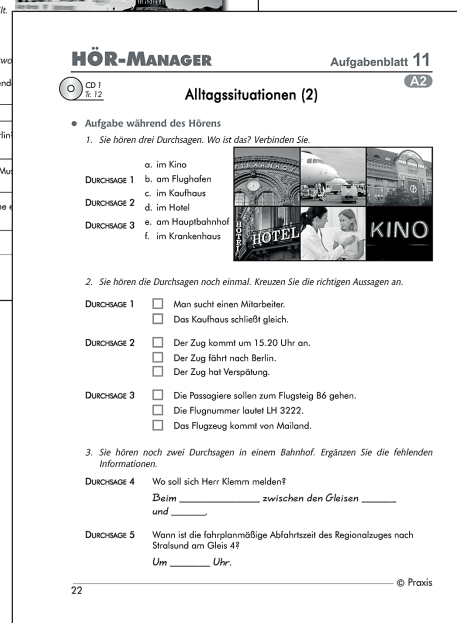 HÖR-MANAGER
Aufgabenblatt 11
A2
CD 1
Tr. 12
Alltagssituationen (2)
• Aufgabe während des Hörens
1. Sie hören drei Durchsagen. Wo ist das? Verbinden Sie.
a. im Kino
DURCHSAGE 1 b. am Flughafen
c. im Kaufhaus
DURCHSAGE 2
d. im Hotel
DURCHSAGE 3 e. am Hauptbahnhof
f. im Krankenhaus
HOTEL
HOTEL
KINO
2. Sie hören die Durchsagen noch einmal. Kreuzen Sie die richtigen Aussagen an.
DURCHSAGE 1 Man sucht einen Mitarbeiter.
Das Kaufhaus schließt gleich.
DURCHSAGE 2 Der Zug kommt um 15.20 Uhr an.
Der Zug fährt nach Berlin.
Der Zug hat Verspätung.
DURCHSAGE 3 Die Passagiere sollen zum Flugsteig B6 gehen.
Die Flugnummer lautet LH 3222.
Das Flugzeug kommt von Mailand.
3. Sie hören noch zwei Durchsagen in einem Bahnhof. Ergänzen Sie die fehlenden
Informationen.
DURCHSAGE 4 Wo soll sich Herr Klemm melden?
Beim ______________ zwischen den Gleisen ______
und ______.
DURCHSAGE 5 Wann ist die fahrplanmäßige Abfahrtszeit des Regionalzuges nach
Stralsund am Gleis 4?
Um _______ Uhr.
22
© Praxis